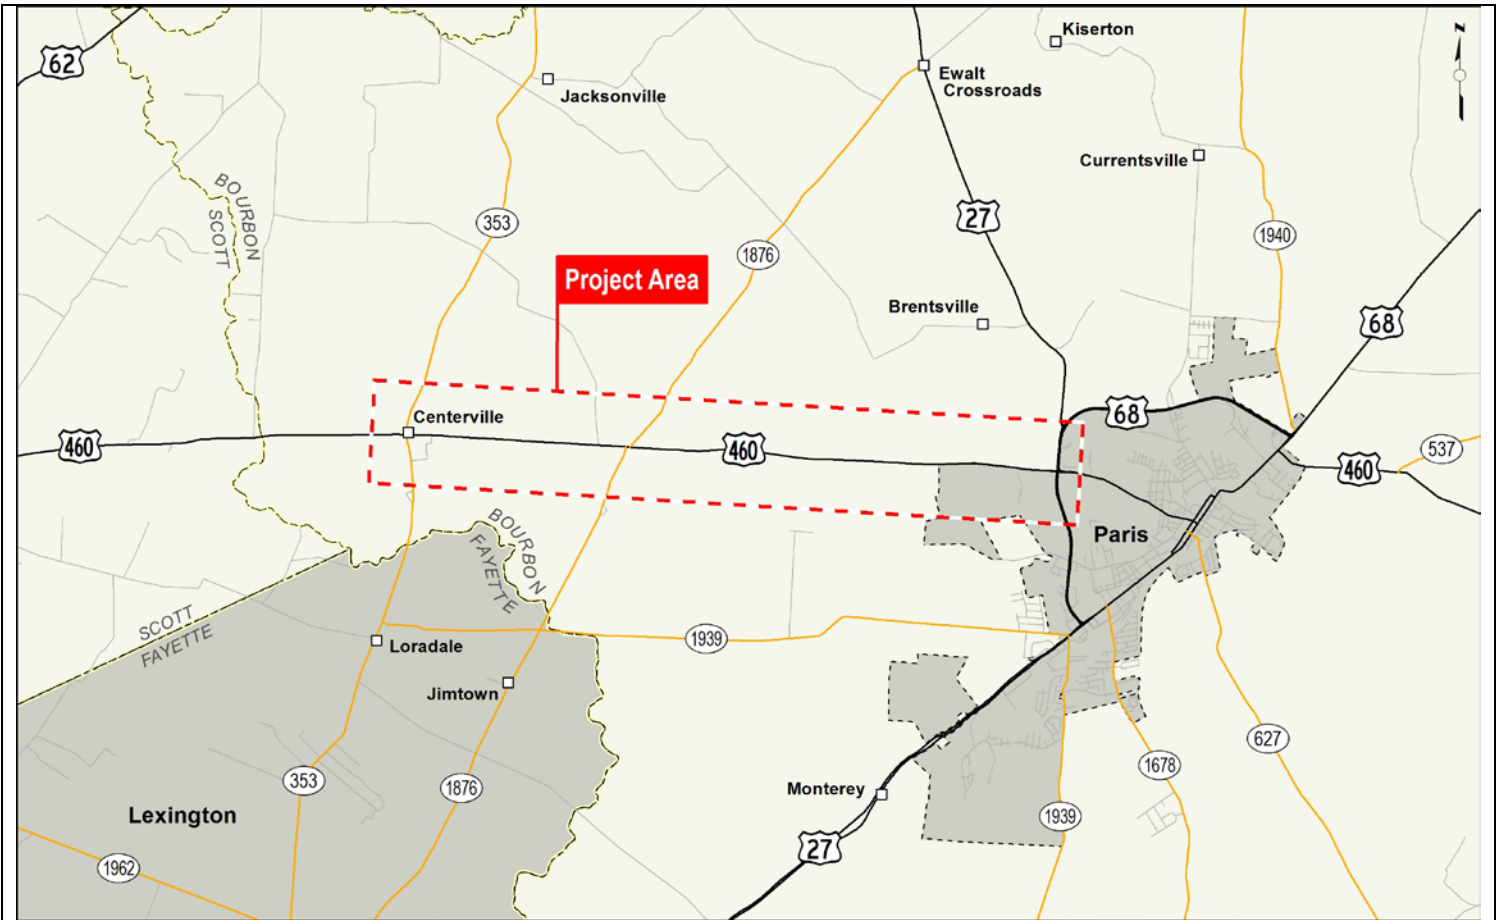 Kiserton
62
Ewalt
Crossroads
Jacksonville
N
Currentsville
BOURBON
SCOTT
353
27
1940
1876
Project Area
Brentsville
68
Centerville
68
460
460
460
537
BOURBON
FAYETTE
Paris
SCOTT
FAYETTE
1939
Loradale
Jimtown
627
353
1876
1678
Monterey
Lexington
1939
27
1962